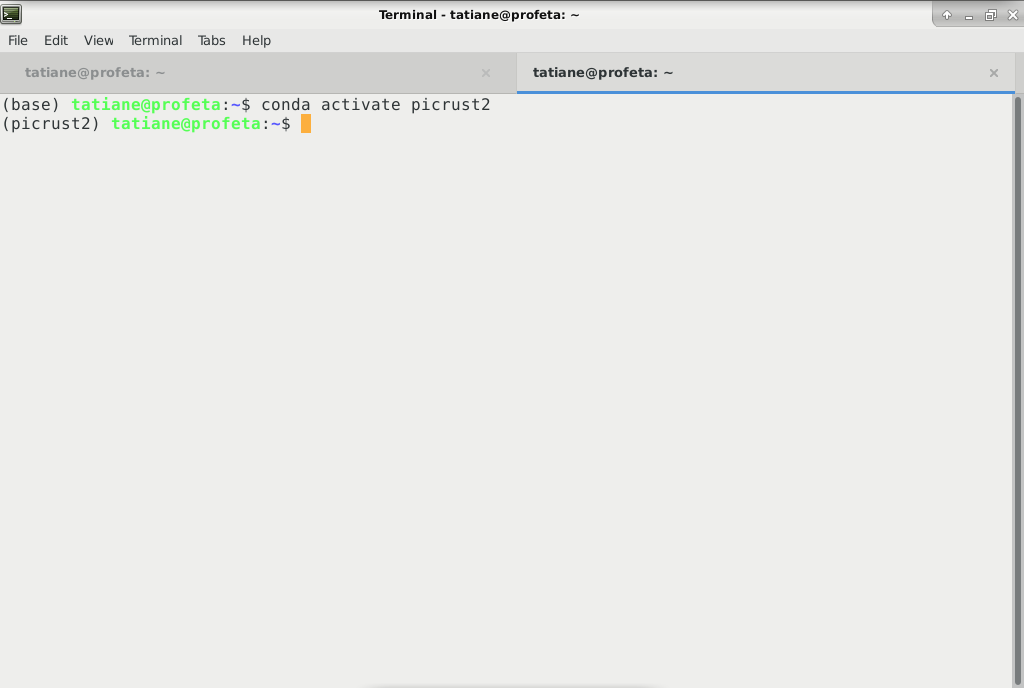 Terminal - tatiane@profeta: ~
File Edit View Terminal Tabs Help
tatiane@profeta: ~ tatiane@profeta: ~
(base) tatiane@profeta:~$ conda activate picrust2
(picrust2) tatiane@profeta:~$